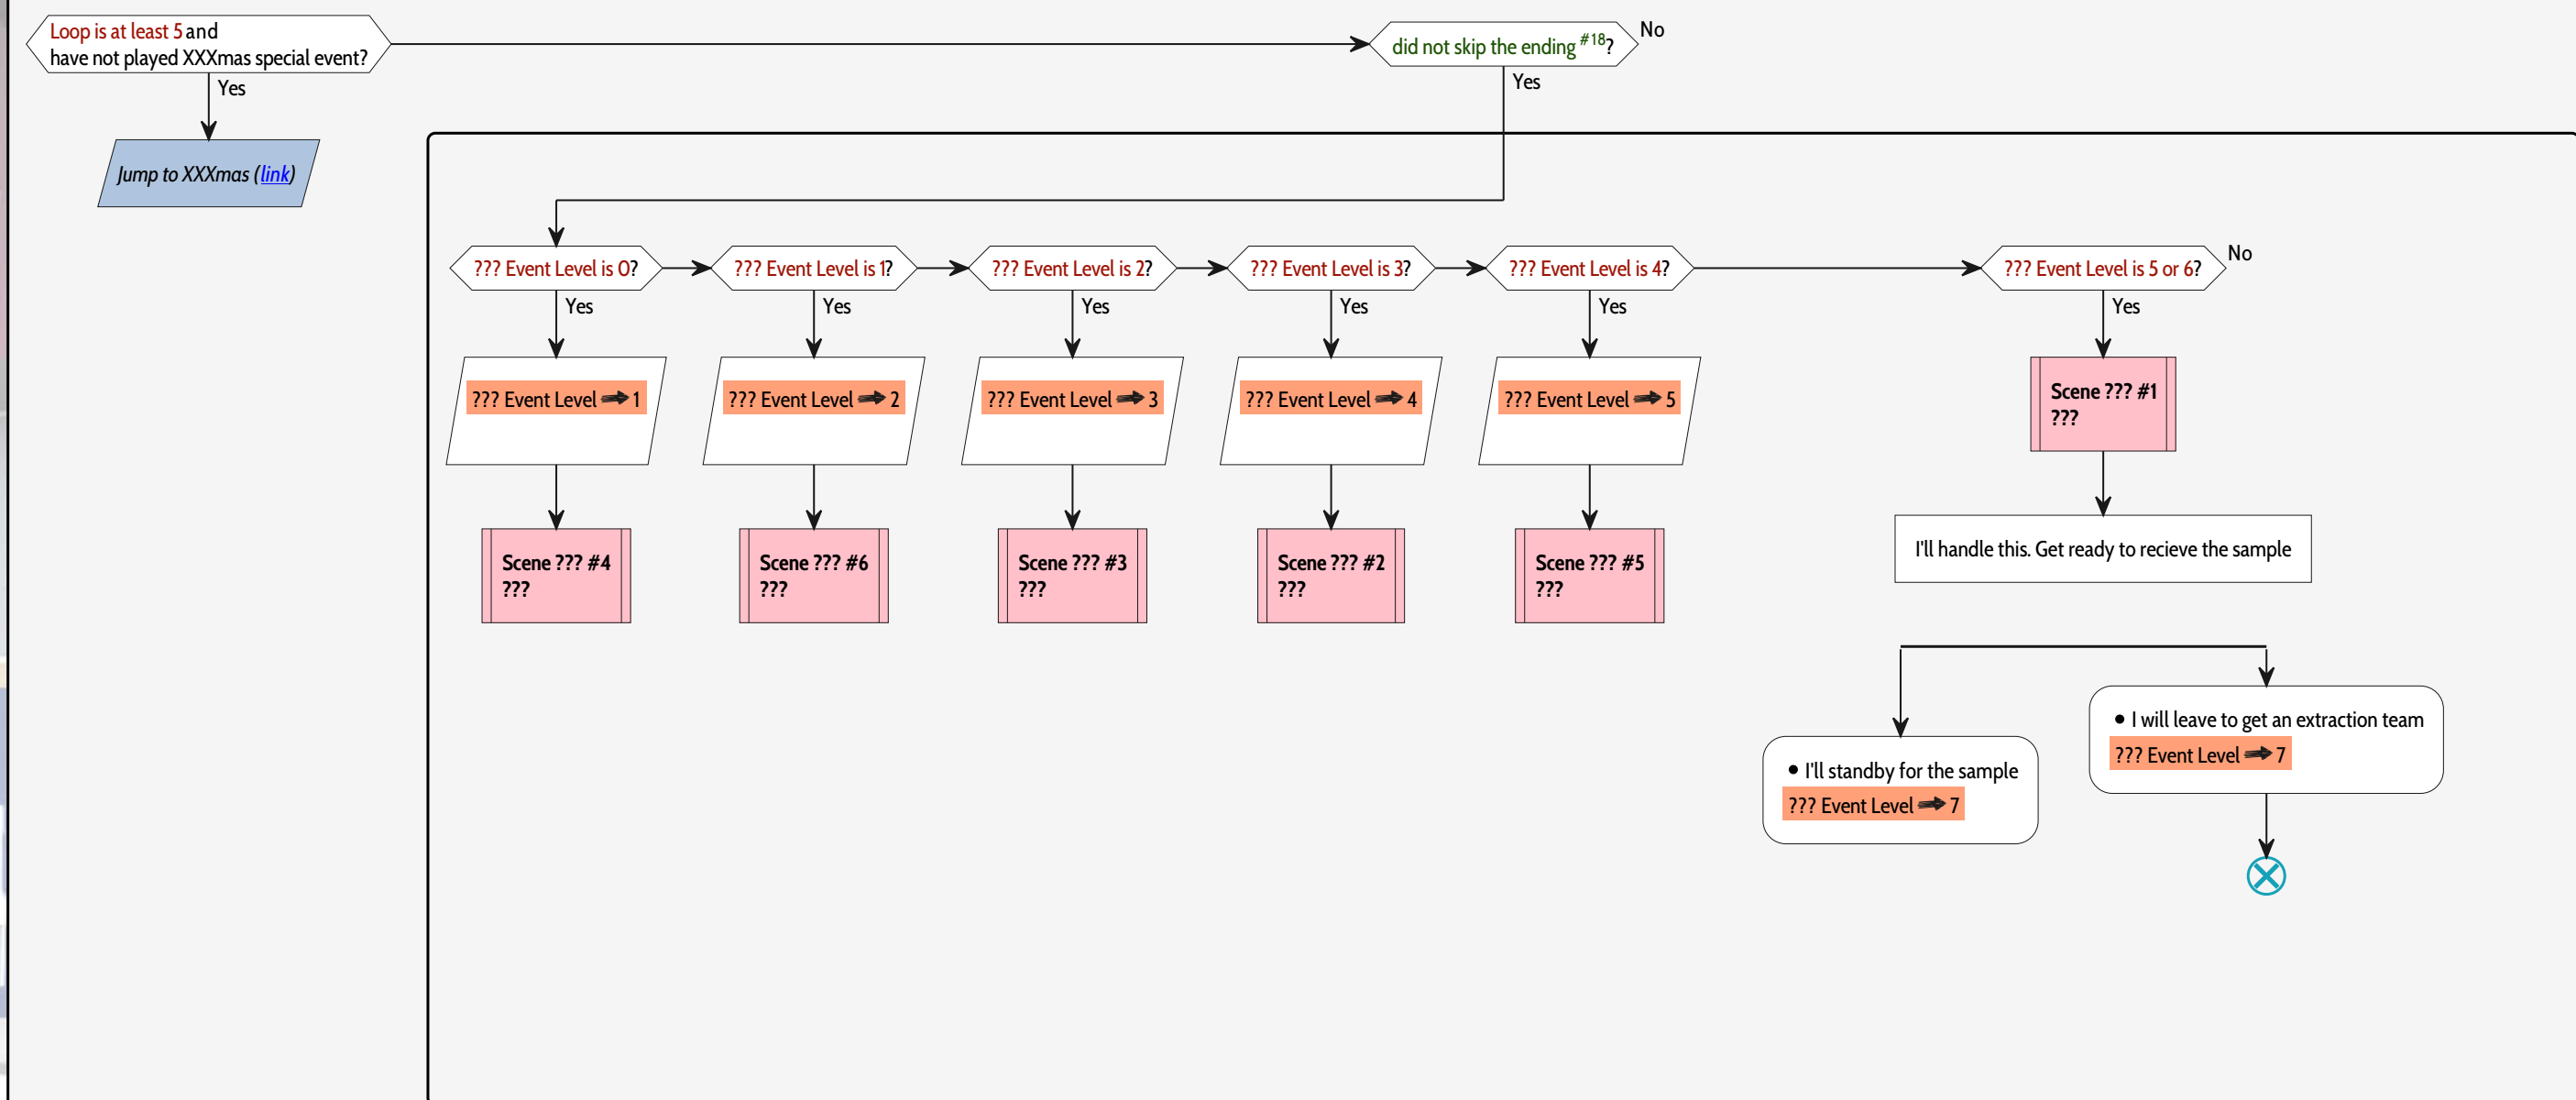 Loop is at least 5 and
have not played XXXmas special event?
did not skip the ending #18?
No
Yes
Yes
Jump to XXXmas (link)
??? Event Level is 0?
??? Event Level is 1?
??? Event Level is 2?
??? Event Level is 3?
??? Event Level is 4?
??? Event Level is 5 or 6?
No
Yes
Yes
Yes
Yes
Yes
Yes
??? Event Level ➡ 1
??? Event Level ➡ 2
??? Event Level ➡ 3
??? Event Level ➡ 4
??? Event Level ➡ 5
Scene ??? #1
???
Scene ??? #4
???
Scene ??? #6
???
Scene ??? #3
???
Scene ??? #2
???
Scene ??? #5
???
I'll handle this. Get ready to recieve the sample
● I will leave to get an extraction team
??? Event Level ➡ 7
● I'll standby for the sample
??? Event Level ➡ 7